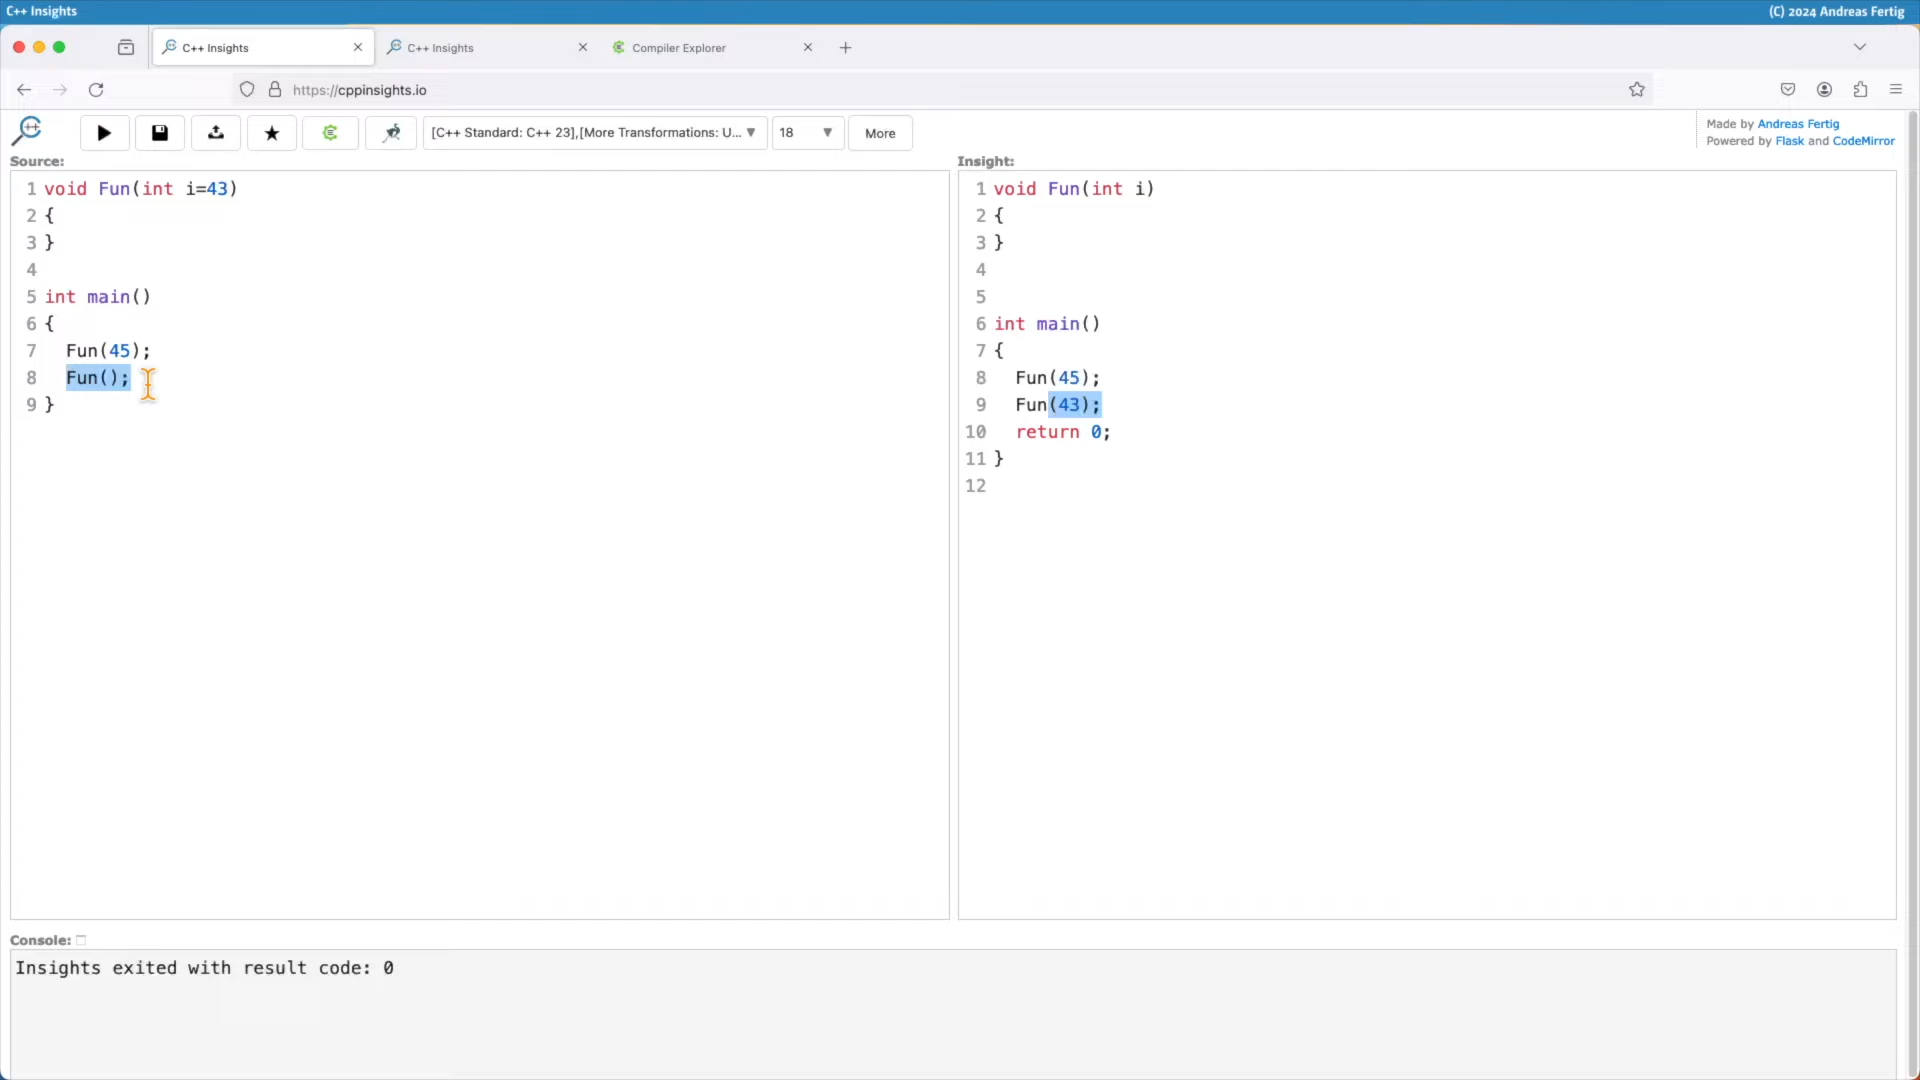 C++ Insights
(C) 2024 Andreas Fertig
C++ Insights
C++ Insights
Compiler Explorer
https://cppinsights.io
[C++ Standard: C++ 23],[More Transformations: U...
18
More
Made by Andreas Fertig
Powered by Flask and CodeMirror
Source:
1 void Fun(int i=43)
2 {
3 }
4
5 int main()
6 {
7   Fun(45);
8   Fun();
9 }
Insight:
1 void Fun(int i)
2 {
3 }
4
5
6 int main()
7 {
8   Fun(45);
9   Fun(43);
10   return 0;
11 }
12
Console:
Insights exited with result code: 0